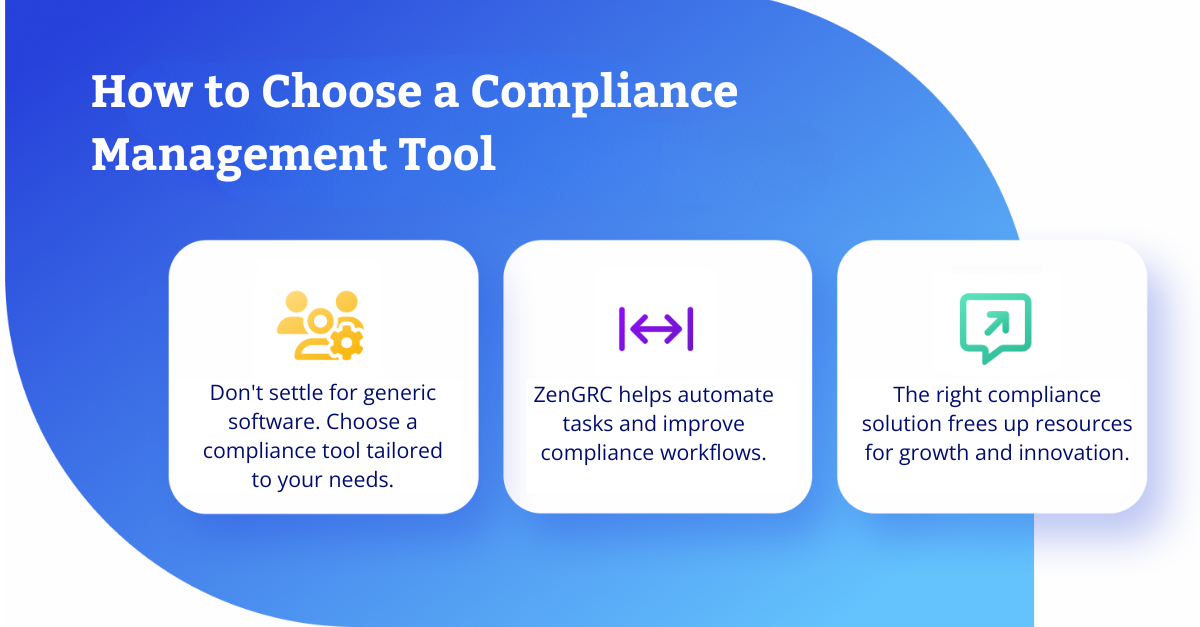 How to Choose a Compliance
Management Tool
Don't settle for generic
software. Choose a
compliance tool tailored
to your needs.
ZenGRC helps automate
tasks and improve
compliance workflows.
The right compliance
solution frees up resources
for growth and innovation.